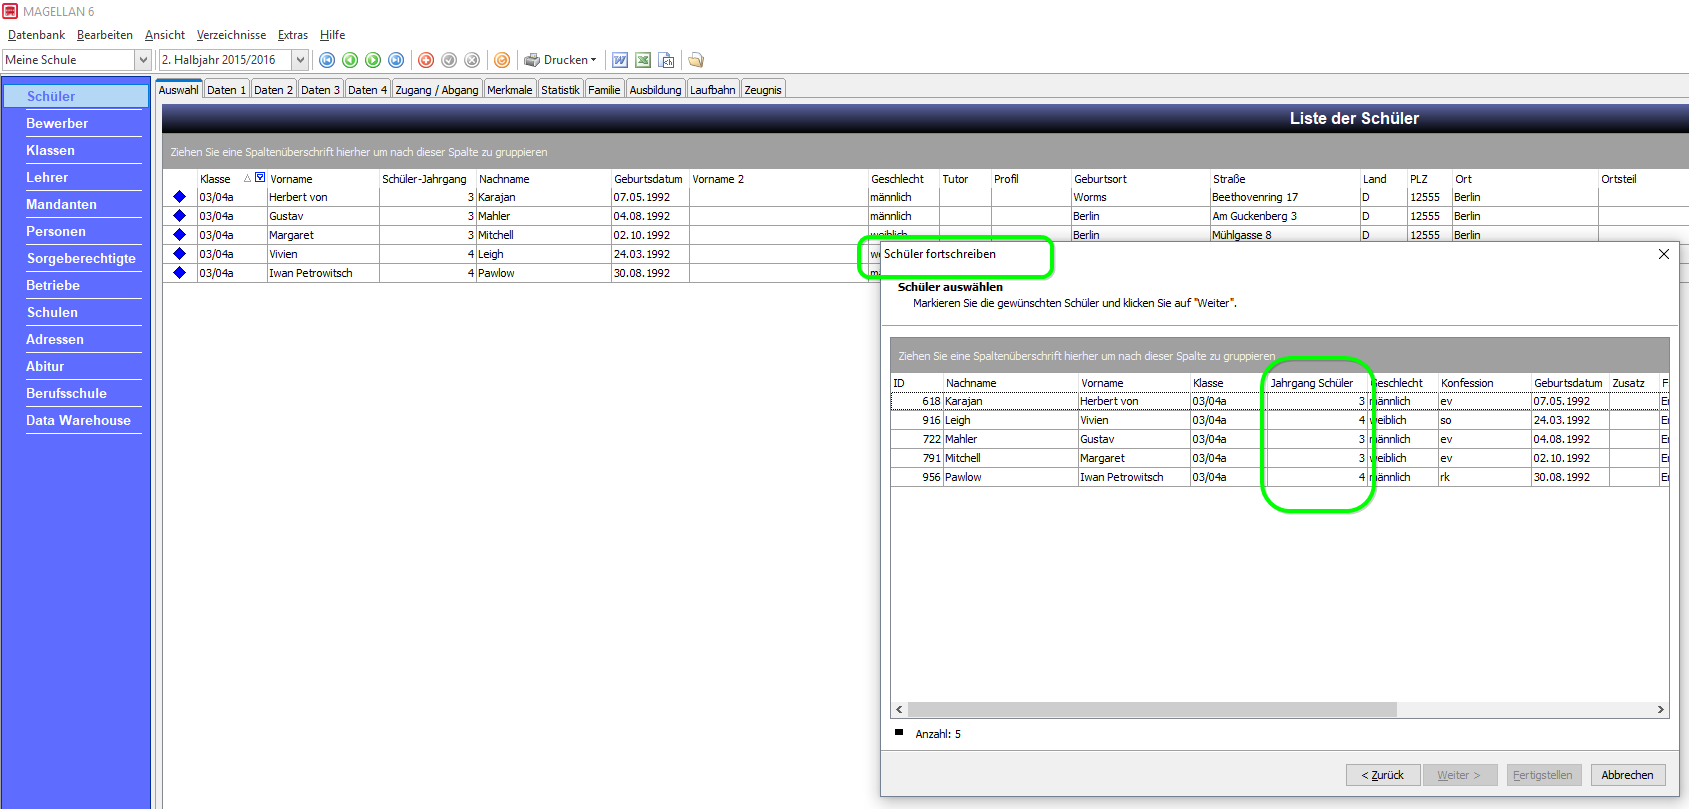 MAGELLAN 6
Datenbank Bearbeiten Ansicht Verzeichnisse Extras Hilfe
Meine Schule 2. Halbjahr 2015/2016 Drucken
Schüler
Bewerber
Klassen
Lehrer
Mandanten
Personen
Sorgeberechtigte
Betriebe
Schulen
Adressen
Abitur
Berufsschule
Data Warehouse
Auswahl Daten 1 Daten 2 Daten 3 Daten 4 Zugang / Abgang Merkmale Statistik Familie Ausbildung Laufbahn Zeugnis
Liste der Schüler
Ziehen Sie eine Spaltenüberschrift hierher um nach dieser Spalte zu gruppieren
Klasse Vorname Schüler-Jahrgang Nachname Geburtsdatum Vorname 2 Geschlecht Tutor Profil Geburtsort Straße Land PLZ Ort Ortsteil
03/04a Herbert von 3 Karajan 07.05.1992 männlich Worms Beethovenring 17 D 12555 Berlin
03/04a Gustav 3 Mahler 04.08.1992 männlich Berlin Am Guckenberg 3 D 12555 Berlin
03/04a Margaret 3 Mitchell 02.10.1992 weiblich Berlin Mühlgasse 8 D 12555 Berlin
03/04a Vivien 4 Leigh 24.03.1992
03/04a Iwan Petrowitsch 4 Pawlow 30.08.1992
Schüler fortschreiben
Schüler auswählen
Markieren Sie die gewünschten Schüler und klicken Sie auf "Weiter".
Ziehen Sie eine Spaltenüberschrift hierher um nach dieser Spalte zu gruppieren
ID Nachname Vorname Klasse Jahrgang Schüler Geschlecht Konfession Geburtsdatum Zusatz F
618 Karajan Herbert von 03/04a 3 männlich ev 07.05.1992
916 Leigh Vivien 03/04a 4 weiblich so 24.03.1992
722 Mahler Gustav 03/04a 3 männlich ev 04.08.1992
791 Mitchell Margaret 03/04a 3 weiblich ev 02.10.1992
956 Pawlow Iwan Petrowitsch 03/04a 4 männlich rk 30.08.1992
Anzahl: 5
< Zurück Weiter > Fertigstellen Abbrechen